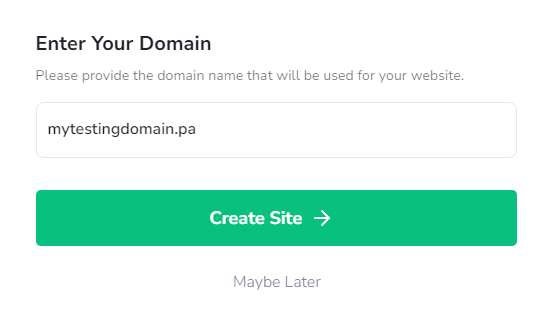 Enter Your Domain
Please provide the domain name that will be used for your website.
mytestingdomain.pa
Create Site
Maybe Later